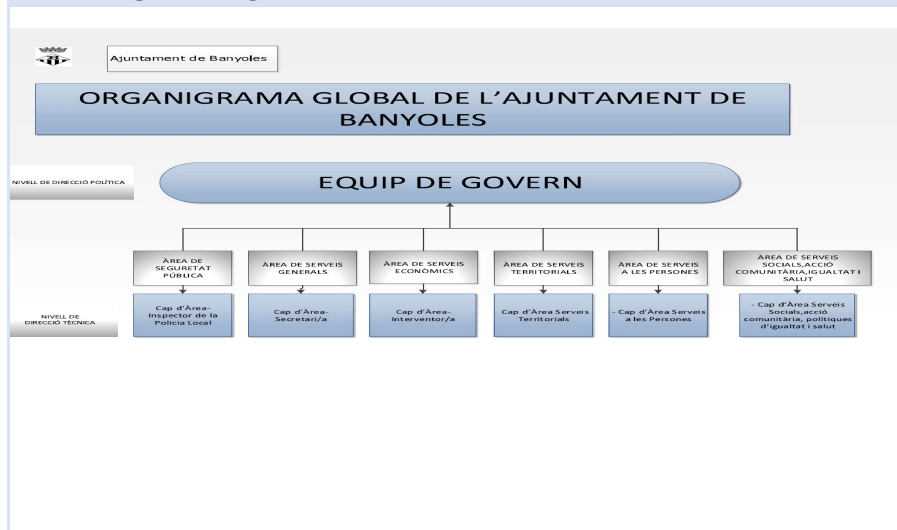 Ajuntament de Banyoles
ORGANIGRAMA GLOBAL DE L'AJUNTAMENT DE
BANYOLES
NIVELL DE DIRECCIÓ POLÍTICA
EQUIP DE GOVERN
ÀREA DE
SEGURETAT
PÚBLICA
ÀREA DE SERVEIS
GENERALS
ÀREA DE SERVEIS
ECONÒMICS
ÀREA DE SERVEIS
TERRITORIALS
ÀREA DE SERVEIS
A LES PERSONES
ÀREA DE SERVEIS
SOCIALS,ACCIÓ
COMUNITÀRIA,IGUALTAT I
SALUT
NIVELL DE
DIRECCIÓ TÈCNICA
Cap d'Àrea-
Inspector de la
Policia Local
Cap d'Àrea-
Secretari/a
Cap d'Àrea-
Interventor/a
Cap d'Àrea Serveis
Territorials
- Cap d'Àrea Serveis
a les Persones
- Cap d'Àrea Serveis
Socials,acció
comunitària, polítiques
d'igualtat i salut